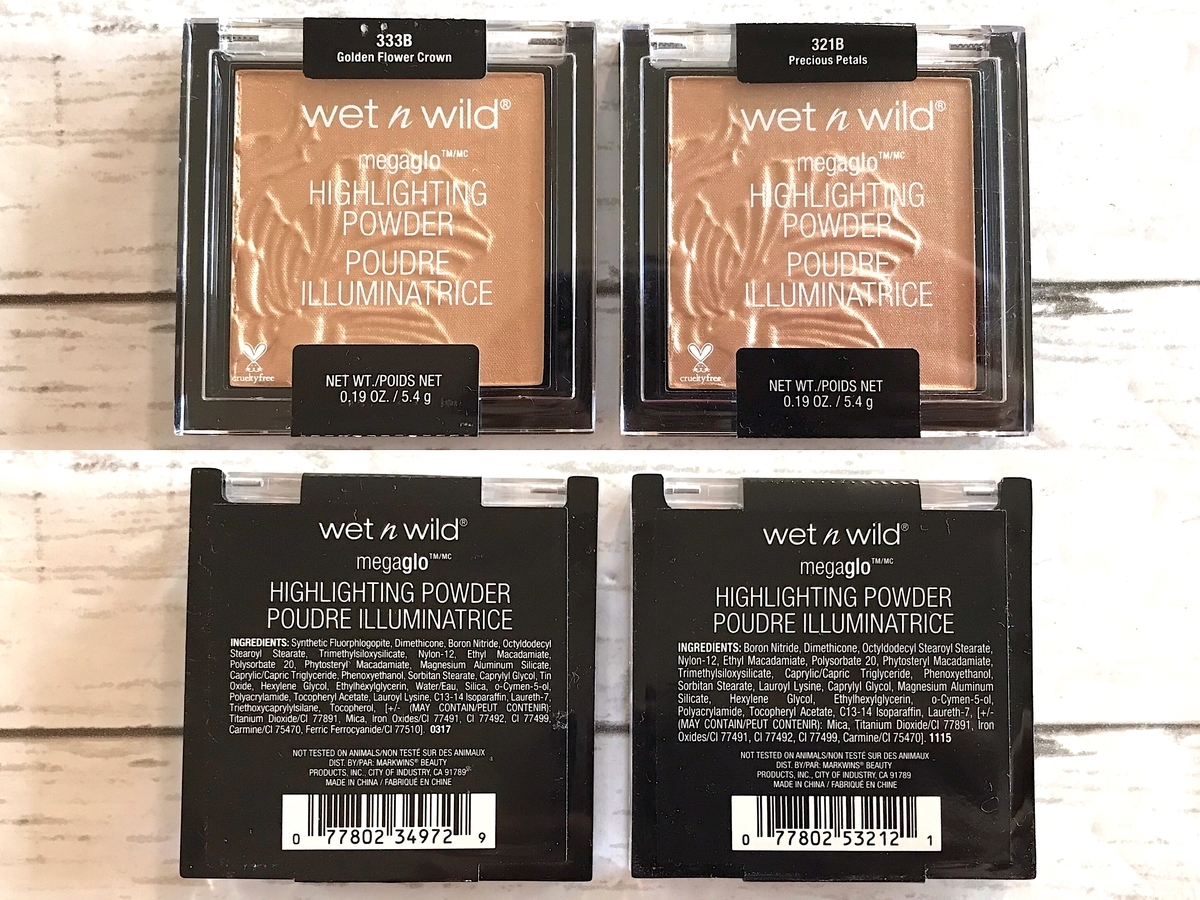 333B
Golden Flower Crown
wet n wild®
megaglo™/MC
HIGHLIGHTING
POWDER
POUDRE
ILLUMINATRICE
crueltyfree
NET WT./POIDS NET
0.19 OZ. / 5.4 g
321B
Precious Petals
wet n wild®
megaglo™/MC
HIGHLIGHTING
POWDER
POUDRE
ILLUMINATRICE
crueltyfree
NET WT./POIDS NET
0.19 OZ. / 5.4 g
wet n wild®
megaglo™/MC
HIGHLIGHTING POWDER
POUDRE ILLUMINATRICE
INGREDIENTS: Synthetic Fluorphlogopite, Dimethicone, Boron Nitride, Octyldodecyl
Stearoyl Stearate, Trimethylsiloxysilicate, Nylon-12, Ethyl Macadamiate,
Polysorbate 20, Phytosteryl Macadamiate, Magnesium Aluminum Silicate,
Caprylic/Capric Triglyceride, Phenoxyethanol, Sorbitan Stearate, Caprylyl Glycol, Tin
Oxide, Hexylene Glycol, Ethylhexylglycerin, Water/Eau, Silica, o-Cymen-5-ol,
Polyacrylamide, Tocopheryl Acetate, Lauroyl Lysine, C13-14 Isoparaffin, Laureth-7,
Triethoxycaprylylsilane, Tocopherol, [+/- (MAY CONTAIN/PEUT CONTENIR):
Titanium Dioxide/CI 77891, Mica, Iron Oxides/CI 77491, CI 77492, CI 77499,
Carmine/CI 75470, Ferric Ferrocyanide/CI 77510]. 0317
NOT TESTED ON ANIMALS/NON TESTÉ SUR DES ANIMAUX
DIST. BY/PAR: MARKWINS® BEAUTY
PRODUCTS, INC., CITY OF INDUSTRY, CA 91789
MADE IN CHINA / FABRIQUÉ EN CHINE
0 77802 34972 9
wet n wild®
megaglo™/MC
HIGHLIGHTING POWDER
POUDRE ILLUMINATRICE
INGREDIENTS: Boron Nitride, Dimethicone, Octyldodecyl Stearoyl Stearate,
Nylon-12, Ethyl Macadamiate, Polysorbate 20, Phytosteryl Macadamiate,
Trimethylsiloxysilicate, Caprylic/Capric Triglyceride, Phenoxyethanol,
Sorbitan Stearate, Lauroyl Lysine, Caprylyl Glycol, Magnesium Aluminum
Silicate, Hexylene Glycol, Ethylhexylglycerin, o-Cymen-5-ol,
Polyacrylamide, Tocopheryl Acetate, C13-14 Isoparaffin, Laureth-7, [+/-
(MAY CONTAIN/PEUT CONTENIR): Mica, Titanium Dioxide/CI 77891, Iron
Oxides/CI 77491, CI 77492, CI 77499, Carmine/CI 75470]. 1115
NOT TESTED ON ANIMALS/NON TESTÉ SUR DES ANIMAUX
DIST. BY/PAR: MARKWINS® BEAUTY
PRODUCTS, INC., CITY OF INDUSTRY, CA 91789
MADE IN CHINA / FABRIQUÉ EN CHINE
0 77802 53212 1